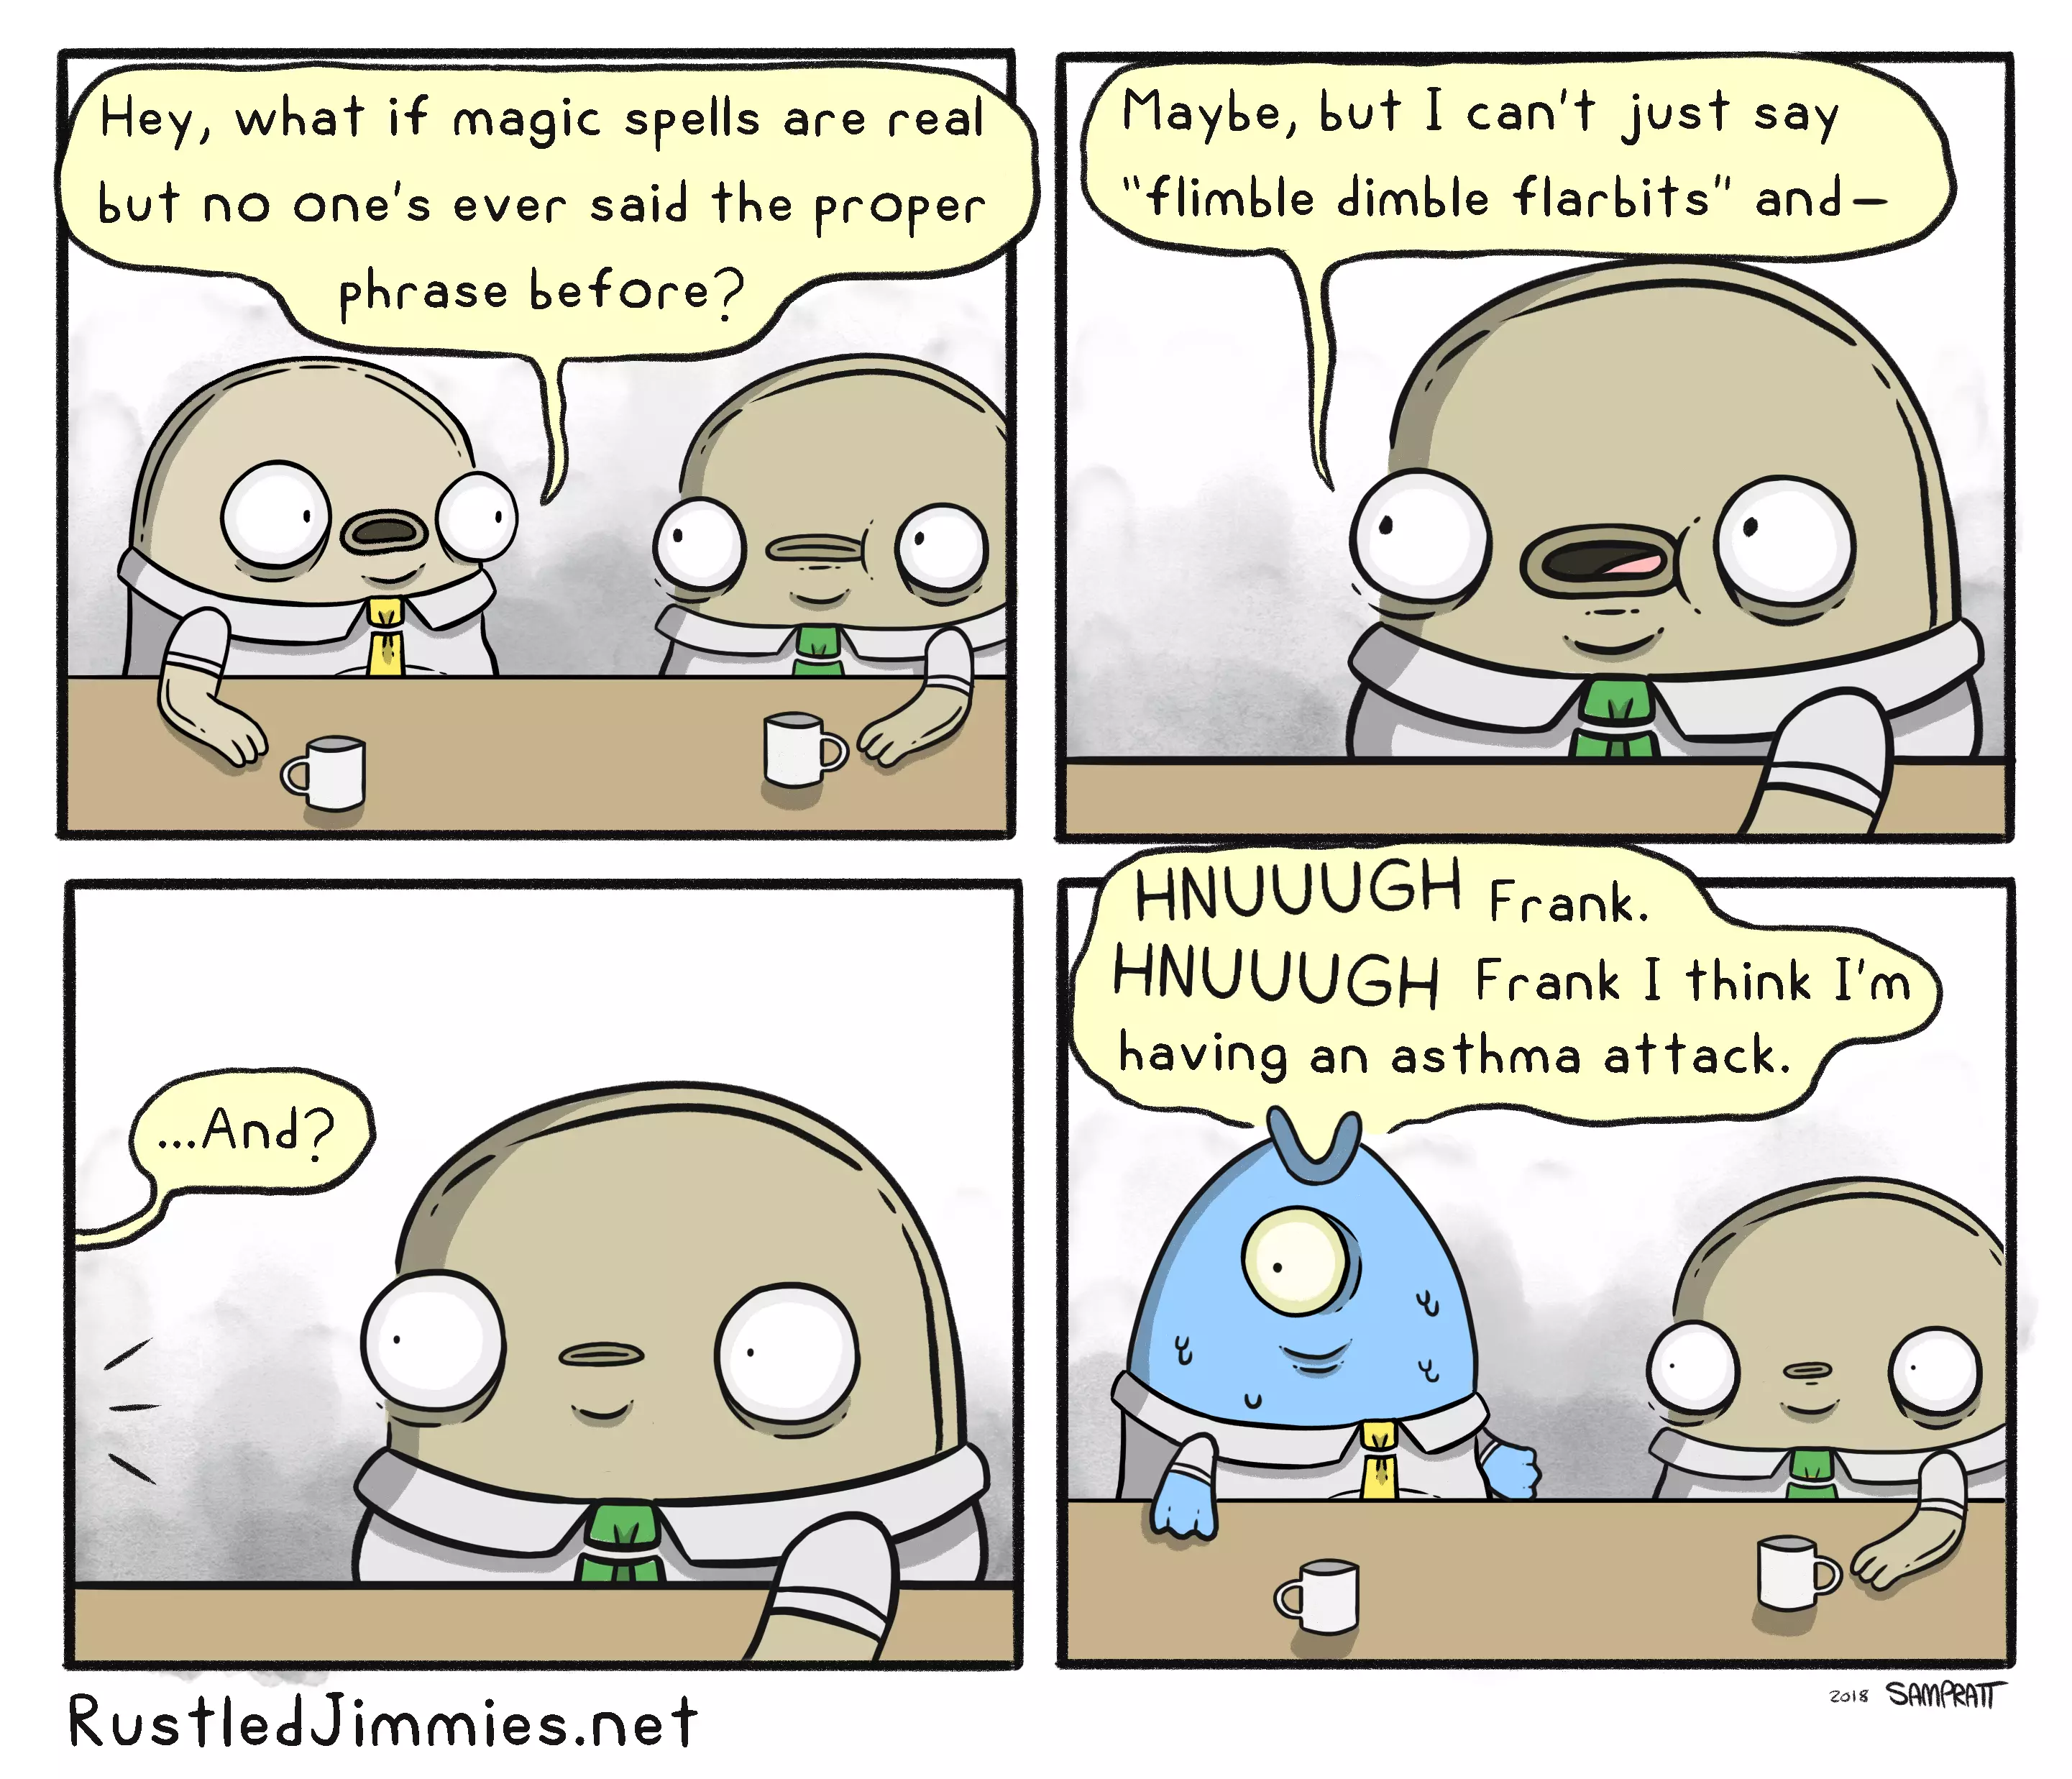 Hey, what if magic spells are real
but no one's ever said the proper
phrase before?
Maybe, but I can't just say
"flimble dimble flarbits" and—
...And?
HNUUUGH Frank.
HNUUUGH Frank I think I'm
having an asthma attack.
RustledJimmies.net
2018 SAMPRATT